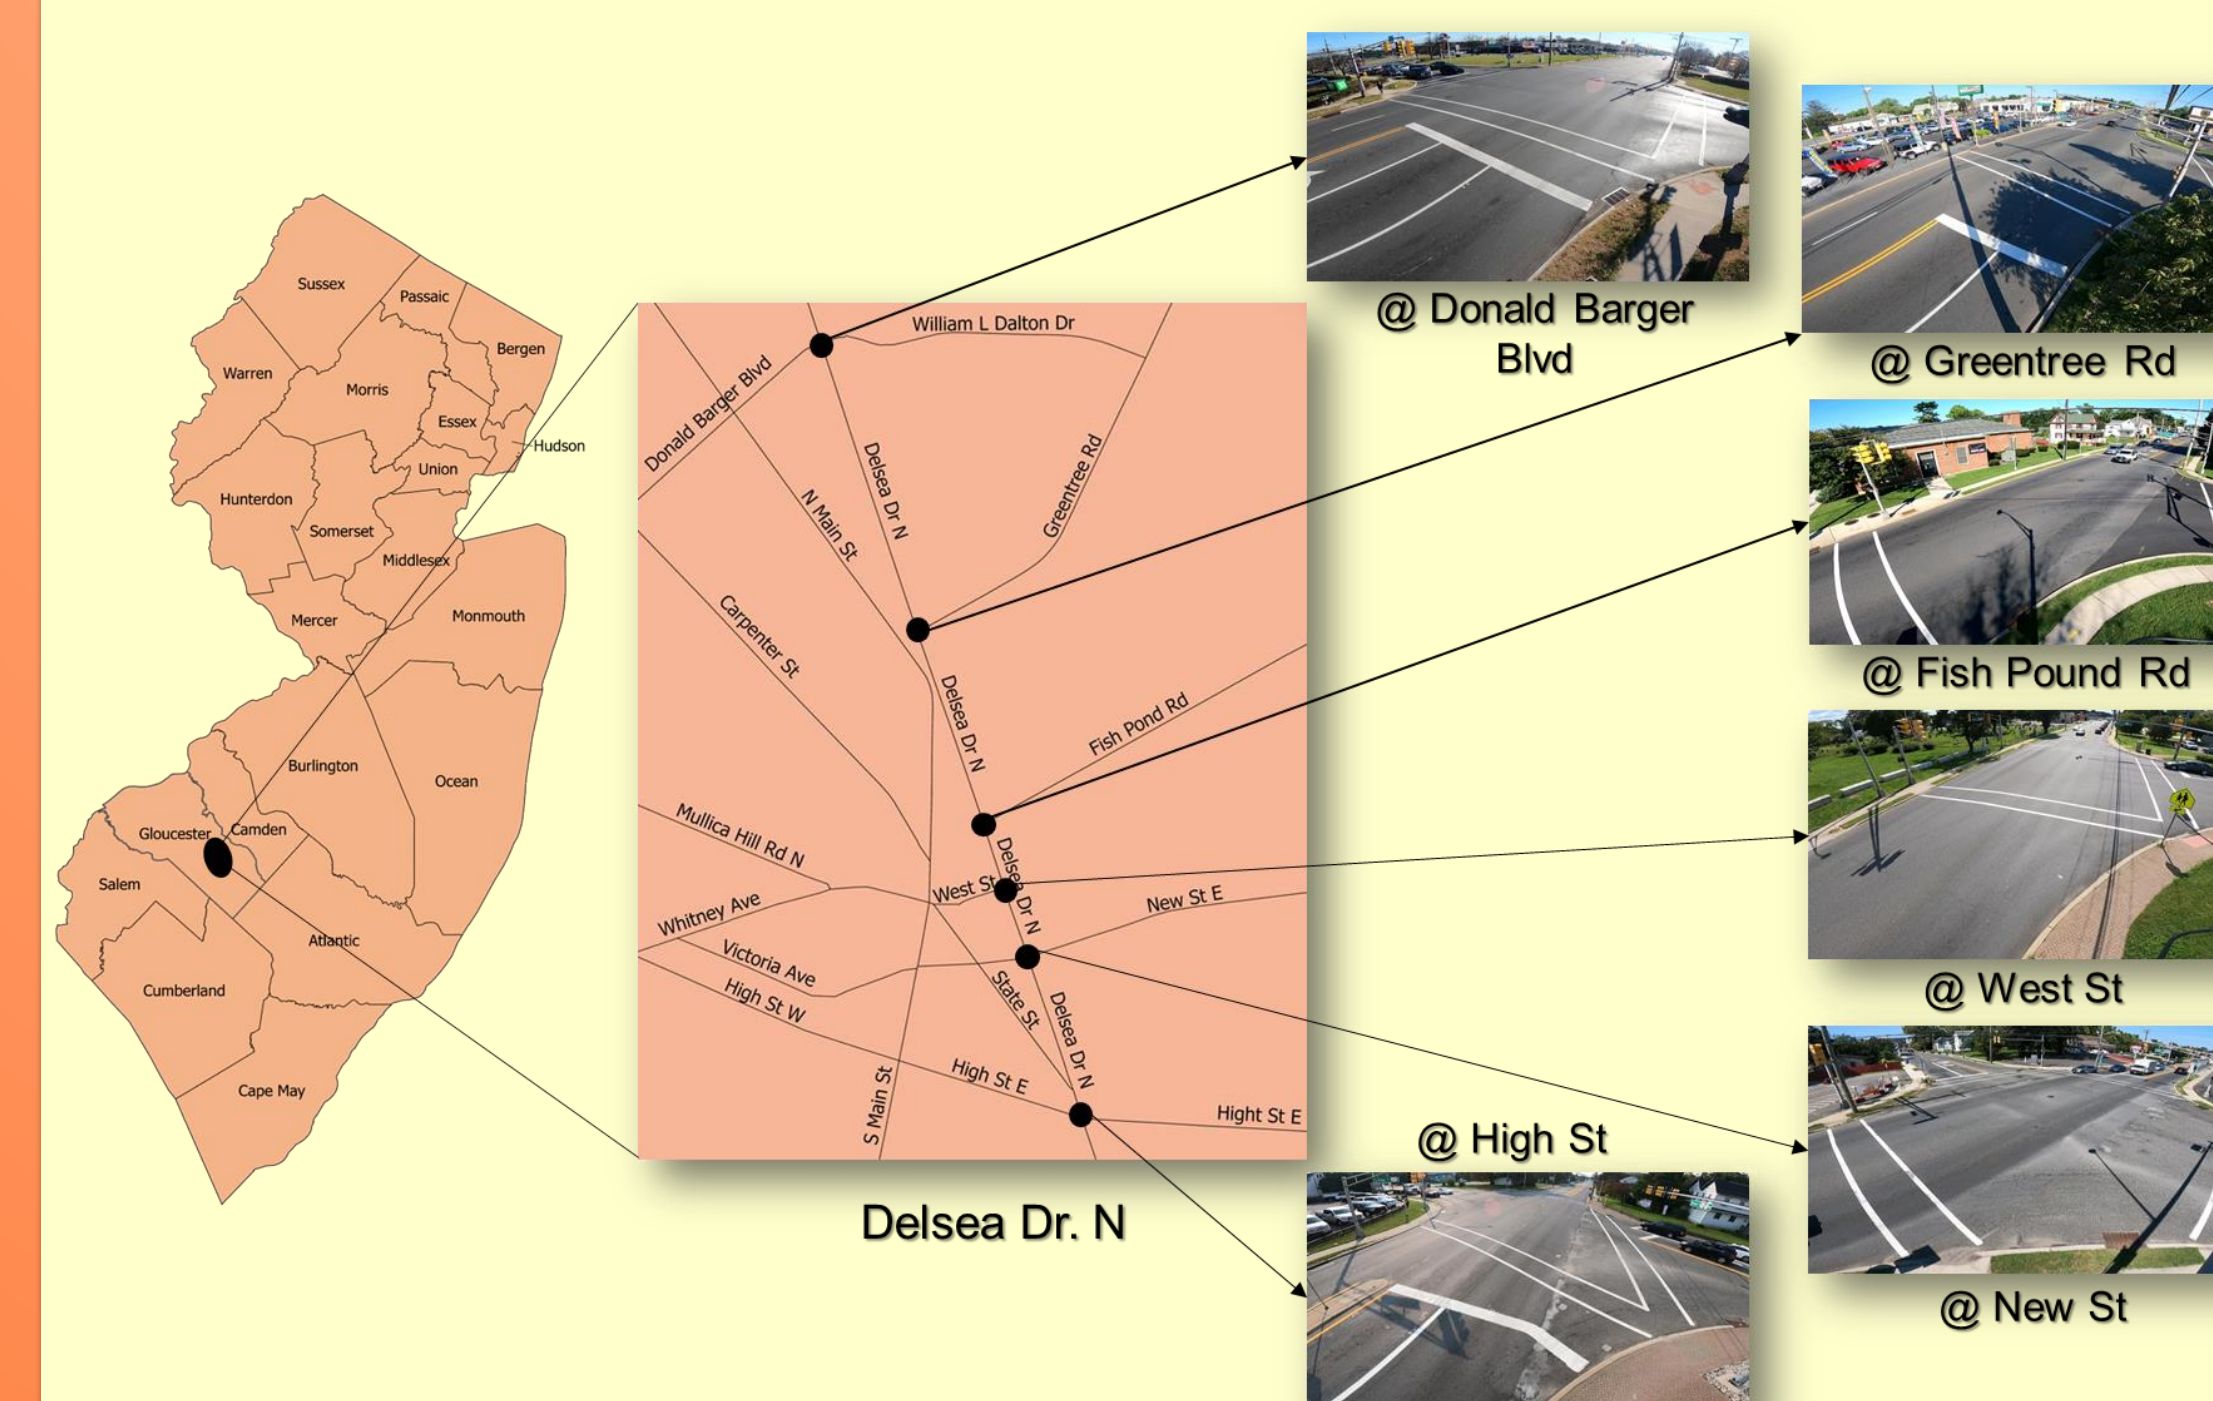 Sussex
Passaic
Bergen
Warren
Morris
Essex
Hudson
Union
Hunterdon
Somerset
Middlesex
Mercer
Monmouth
Burlington
Ocean
Gloucester
Camden
Salem
Atlantic
Cumberland
Cape May
William L Dalton Dr
Donald Barger Blvd
Delsea Dr N
N Main St
Greentree Rd
Carpenter St
Delsea Dr N
Fish Pond Rd
Mullica Hill Rd N
Delsea Dr N
West St
Whitney Ave
New St E
Victoria Ave
High St W
State St
Delsea Dr N
High St E
S Main St
Hight St E
Delsea Dr. N
@ Donald Barger
Blvd
@ Greentree Rd
@ Fish Pound Rd
@ West St
@ New St
@ High St